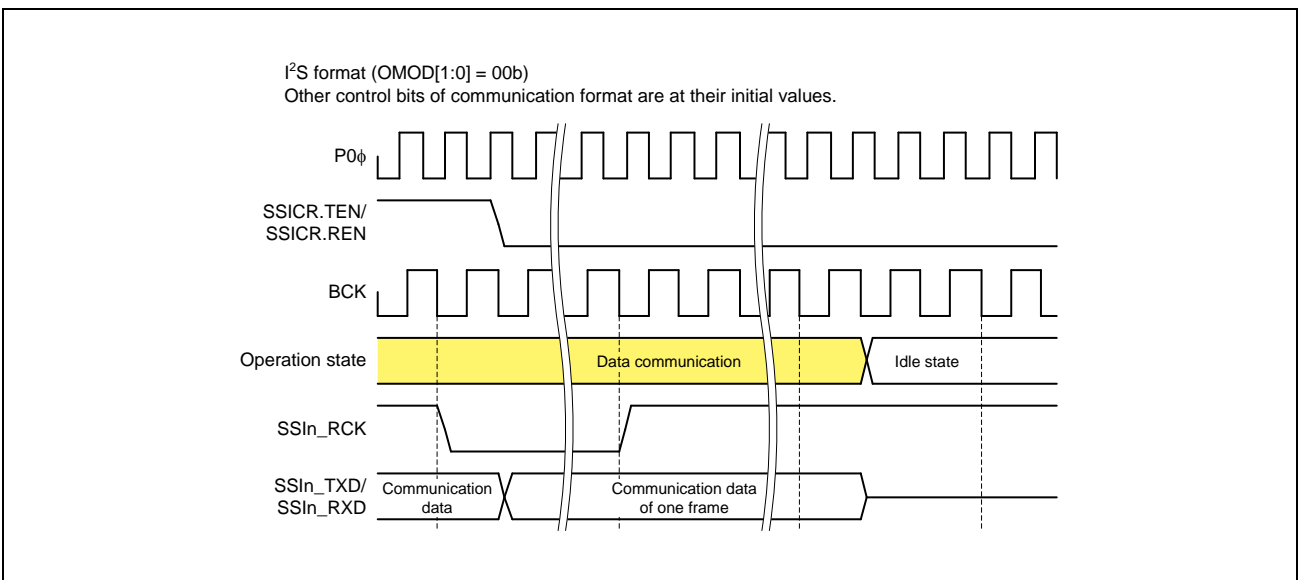 I²S format (OMOD[1:0] = 00b)
Other control bits of communication format are at their initial values.
P0ϕ
SSICR.TEN/
SSICR.REN
BCK
Operation state
Data communication
Idle state
SSIn_RCK
SSIn_TXD/
SSIn_RXD
Communication
data
Communication data
of one frame